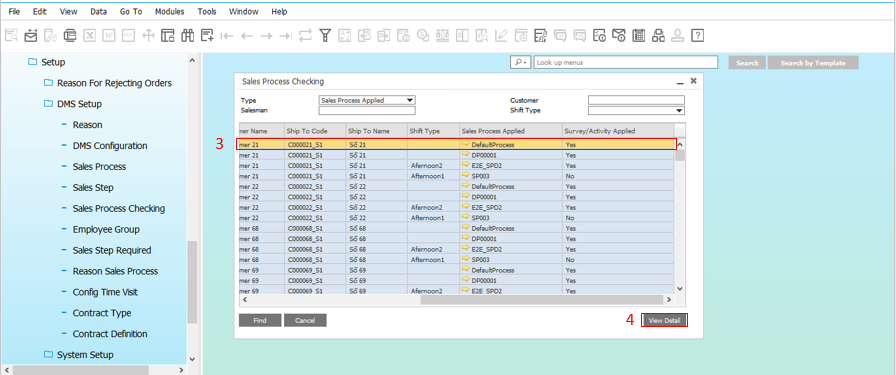 File Edit View Data Go To Modules Tools Window Help
Setup
Look up menus
Search
Search by Template
Reason For Rejecting Orders
DMS Setup
Reason
DMS Configuration
Sales Process
Sales Step
Sales Process Checking
Employee Group
Sales Step Required
Reason Sales Process
Config Time Visit
Contract Type
Contract Definition
System Setup
Sales Process Checking
Type Sales Process Applied Customer
Salesman Shift Type
mer Name Ship To Code Ship To Name Shift Type Sales Process Applied Survey/Activity Applied
3 mer 21 C000021_S1 Số 21 DefaultProcess Yes
mer 21 C000021_S1 Số 21 DP00001 Yes
mer 21 C000021_S1 Số 21 Afernoon2 E2E_SPD2 Yes
mer 21 C000021_S1 Số 21 Afternoon1 SP003 No
mer 22 C000022_S1 Số 22 DefaultProcess Yes
mer 22 C000022_S1 Số 22 DP00001 Yes
mer 22 C000022_S1 Số 22 Afernoon2 E2E_SPD2 Yes
mer 22 C000022_S1 Số 22 Afternoon1 SP003 No
mer 68 C000068_S1 Số 68 DefaultProcess Yes
mer 68 C000068_S1 Số 68 DP00001 Yes
mer 68 C000068_S1 Số 68 Afernoon2 E2E_SPD2 Yes
mer 68 C000068_S1 Số 68 Afternoon1 SP003 No
mer 69 C000069_S1 Số 69 DefaultProcess Yes
mer 69 C000069_S1 Số 69 DP00001 Yes
mer 69 C000069_S1 Số 69 Afernoon2 E2E_SPD2 Yes
Find Cancel 4 View Detail